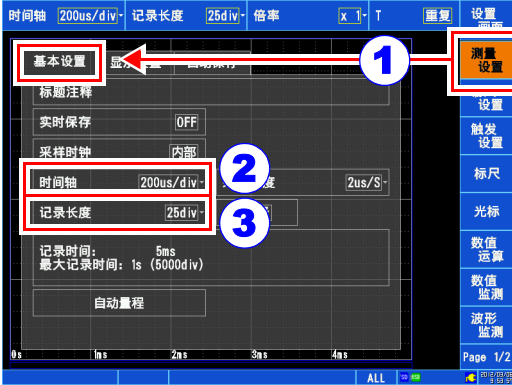 时间轴 200us/div 记录长度 25div 倍率 x 1 T 重复 设置
画面
测量
设置
基本设置 1
标题注释
设置
实时保存 OFF
触发
设置
采样时钟 内部
时间轴 200us/div 2 度 2us/S
标尺
记录长度 25div 3
光标
数值
运算
记录时间: 5ms
最大记录时间: 1s (5000div)
数值
监测
自动量程
波形
监测
0s 1ms 2ms 3ms 4ms
Page 1/2
ALL SD